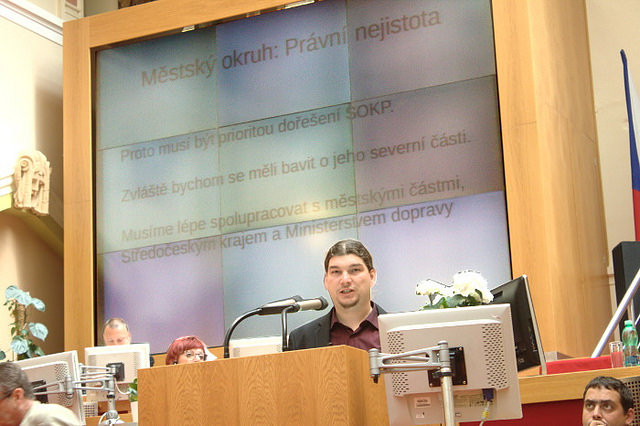 Městský okruh: Právní nejistota
Proto musí být prioritou dořešení SOKP.
Zvláště bychom se měli bavit o jeho severní části.
Musíme lépe spolupracovat s městskými částmi,
Středočeským krajem a Ministersvem dopravy